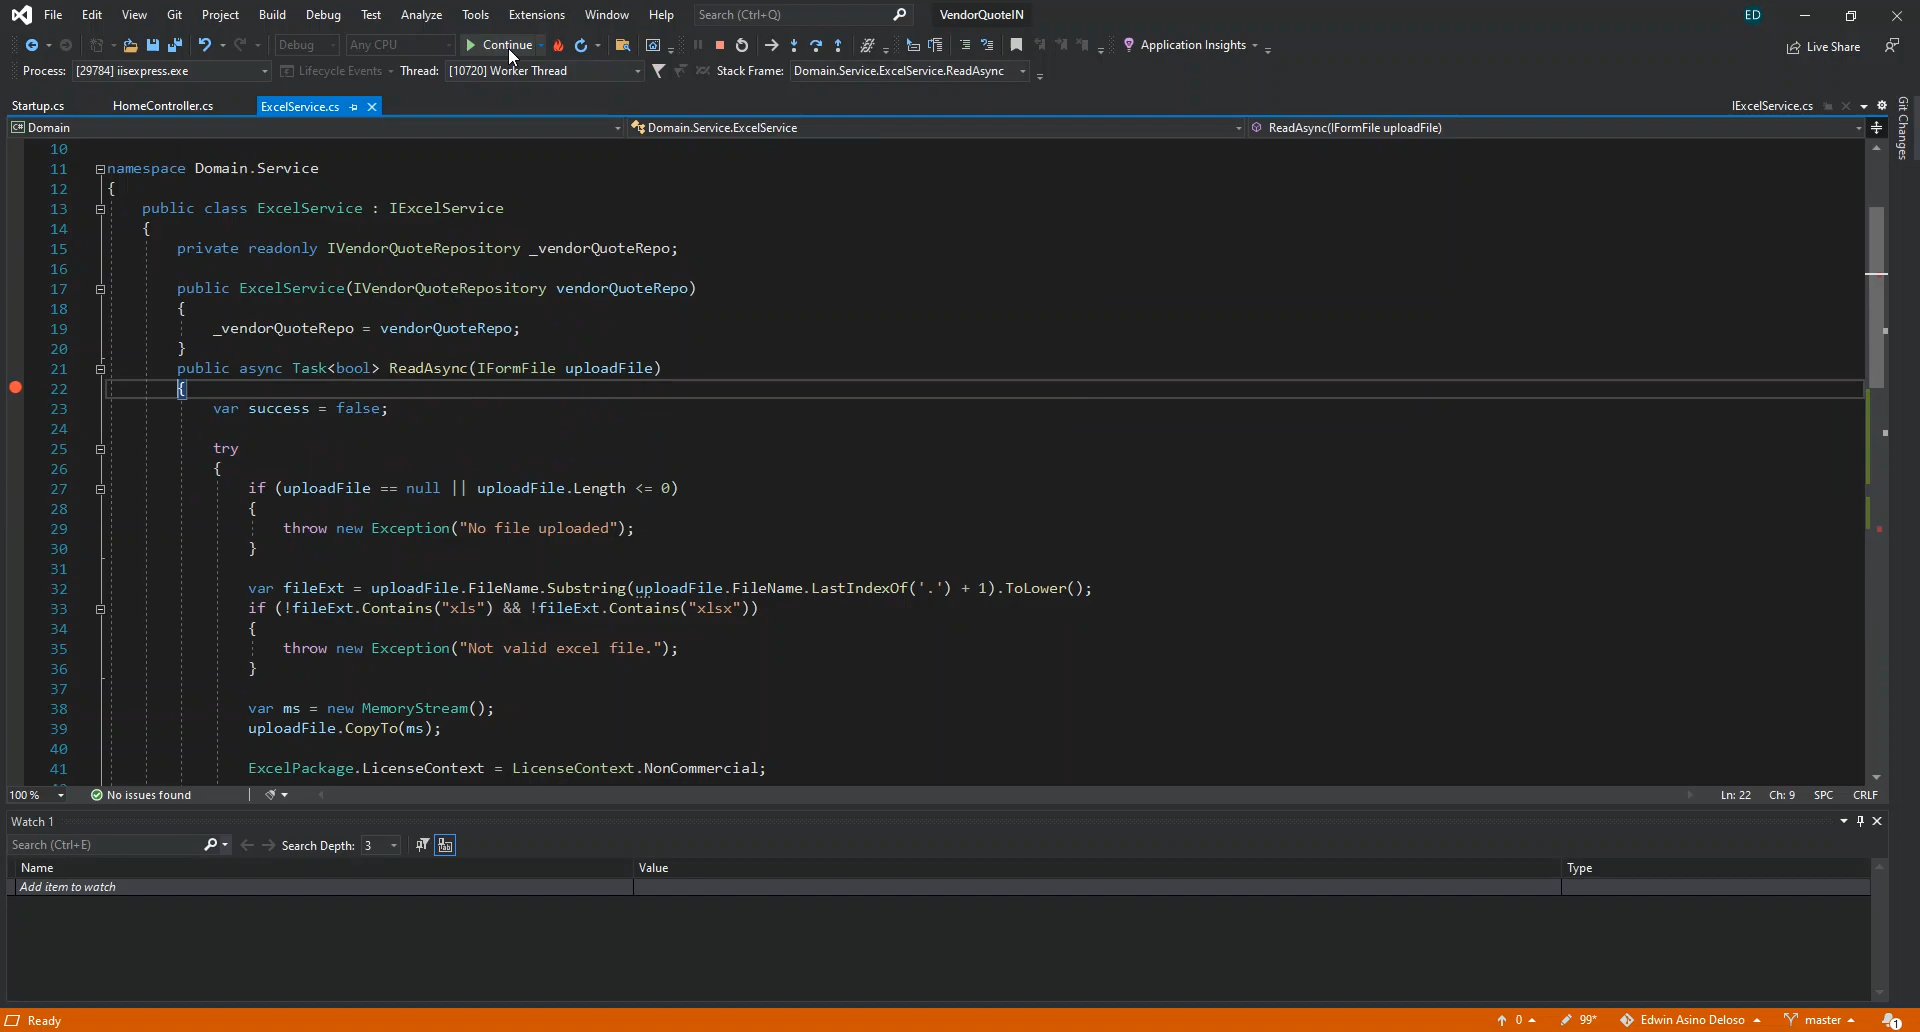 File Edit View Git Project Build Debug Test Analyze Tools Extensions Window Help Search (Ctrl+Q) VendorQuoteIN ED
Debug Any CPU Continue Application Insights Live Share
Process: [29784] iisexpress.exe Lifecycle Events Thread: [10720] Worker Thread Stack Frame: Domain.Service.ExcelService.ReadAsync
Startup.cs HomeController.cs ExcelService.cs IExcelService.cs
Git Changes
Domain Domain.Service.ExcelService ReadAsync(IFormFile uploadFile)
10
11 namespace Domain.Service
12 {
13 public class ExcelService : IExcelService
14 {
15 private readonly IVendorQuoteRepository _vendorQuoteRepo;
16
17 public ExcelService(IVendorQuoteRepository vendorQuoteRepo)
18 {
19 _vendorQuoteRepo = vendorQuoteRepo;
20 }
21 public async Task<bool> ReadAsync(IFormFile uploadFile)
22 {
23 var success = false;
24
25 try
26 {
27 if (uploadFile == null || uploadFile.Length <= 0)
28 {
29 throw new Exception("No file uploaded");
30 }
31
32 var fileExt = uploadFile.FileName.Substring(uploadFile.FileName.LastIndexOf('.') + 1).ToLower();
33 if (!fileExt.Contains("xls") && !fileExt.Contains("xlsx"))
34 {
35 throw new Exception("Not valid excel file.");
36 }
37
38 var ms = new MemoryStream();
39 uploadFile.CopyTo(ms);
40
41 ExcelPackage.LicenseContext = LicenseContext.NonCommercial;
100 % No issues found Ln: 22 Ch: 9 SPC CRLF
Watch 1
Search (Ctrl+E) Search Depth: 3
Name Value Type
Add item to watch
Ready 0 99* Edwin Asino Deloso master 1